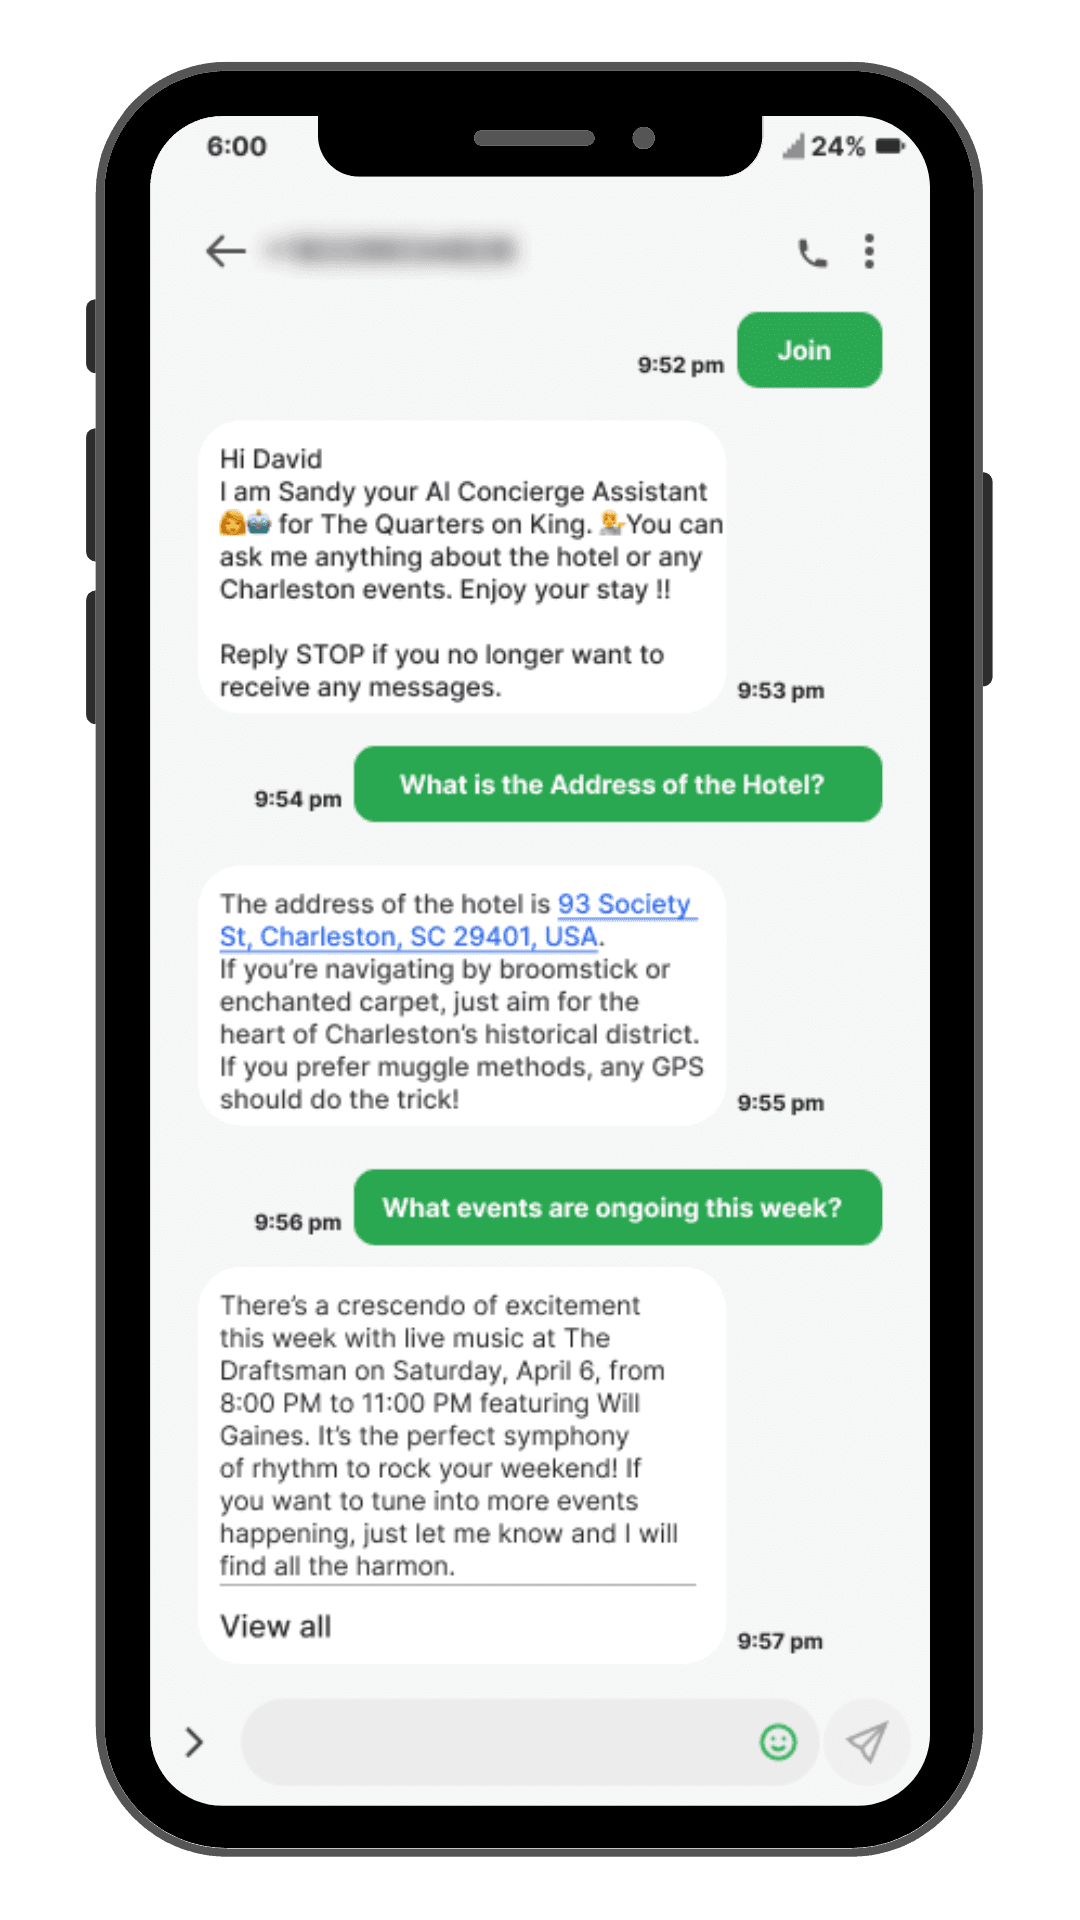 6:00
24%
Join
9:52 pm
Hi David
I am Sandy your AI Concierge Assistant
👩🤖 for The Quarters on King. 💁You can
ask me anything about the hotel or any
Charleston events. Enjoy your stay !!
Reply STOP if you no longer want to
receive any messages.
9:53 pm
What is the Address of the Hotel?
9:54 pm
The address of the hotel is 93 Society
St, Charleston, SC 29401, USA.
If you’re navigating by broomstick or
enchanted carpet, just aim for the
heart of Charleston’s historical district.
If you prefer muggle methods, any GPS
should do the trick!
9:55 pm
What events are ongoing this week?
9:56 pm
There’s a crescendo of excitement
this week with live music at The
Draftsman on Saturday, April 6, from
8:00 PM to 11:00 PM featuring Will
Gaines. It’s the perfect symphony
of rhythm to rock your weekend! If
you want to tune into more events
happening, just let me know and I will
find all the harmon.
View all
9:57 pm